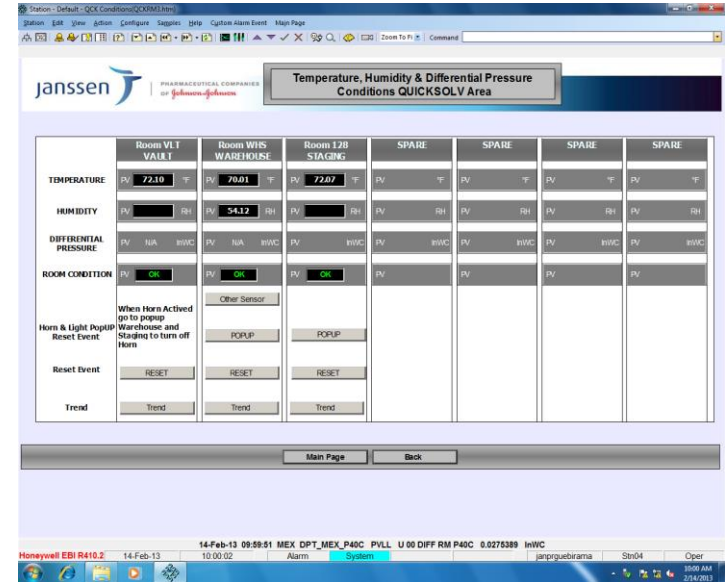 Station - Default - QCK Conditions(QCKRM3.htm)
Station Edit View Action Configure Samples Help Custom Alarm Event Main Page
Zoom To Fi Command
janssen PHARMACEUTICAL COMPANIES
OF Johnson & Johnson
Temperature, Humidity & Differential Pressure
Conditions QUICKSOLV Area
Room VLT Room WHS Room 128 SPARE SPARE SPARE SPARE
VAULT WAREHOUSE STAGING
TEMPERATURE PV 72.10 °F PV 70.01 °F PV 72.07 °F PV °F PV °F PV °F PV °F
HUMIDITY PV RH PV 54.12 RH PV RH PV RH PV RH PV RH PV RH
DIFFERENTIAL
PRESSURE PV N/A InWC PV N/A InWC PV InWC PV InWC PV InWC PV InWC PV InWC
ROOM CONDITION PV OK PV OK PV OK PV PV PV PV
Other Sensor
When Horn Actived
go to popup
Horn & Light PopUP Warehouse and POPUP POPUP
Reset Event Staging to turn off
Horn
Reset Event RESET RESET RESET
Trend Trend Trend Trend
Main Page Back
14-Feb-13 09:59:51 MEX DPT_MEX_P40C PVLL U 00 DIFF RM P40C 0.0275389 InWC
Honeywell EBI R410.2 14-Feb-13 10:00:02 Alarm System janprguebirama Stn04 Oper
10:00 AM
2/14/2013